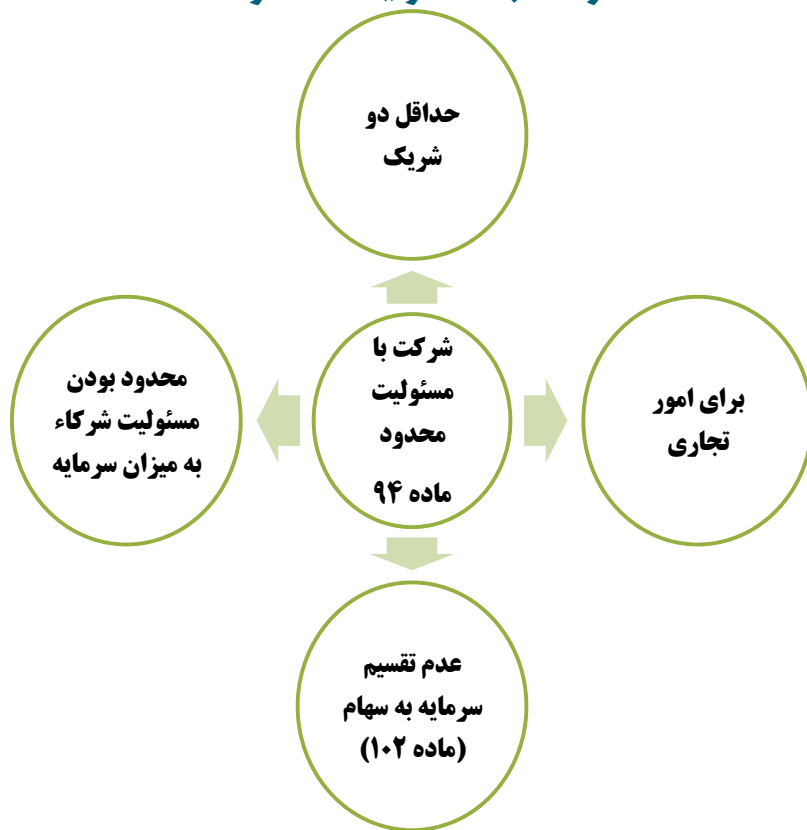 حداقل دو
شریک
شرکت با
مسئولیت
محدود
ماده ۹۴
برای امور
تجاری
محدود بودن
مسئولیت شرکاء
به میزان سرمایه
عدم تقسیم
سرمایه به سهام
(ماده ۱۰۲)